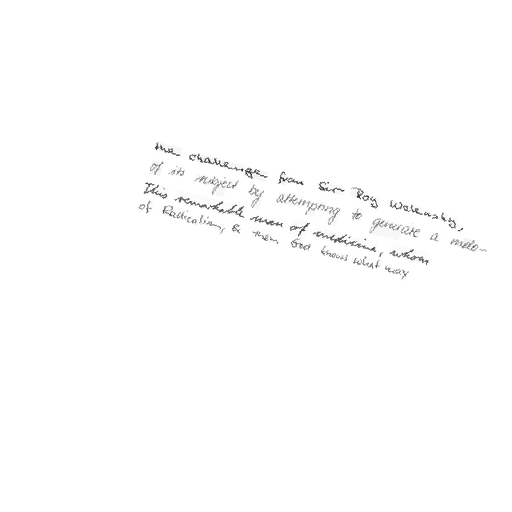 the challenge from Sir Roy Welensky,
of its subject by attempting to generate a melo-
This remarkable man of medicine, whom
of Radicalism, & then God knows what way